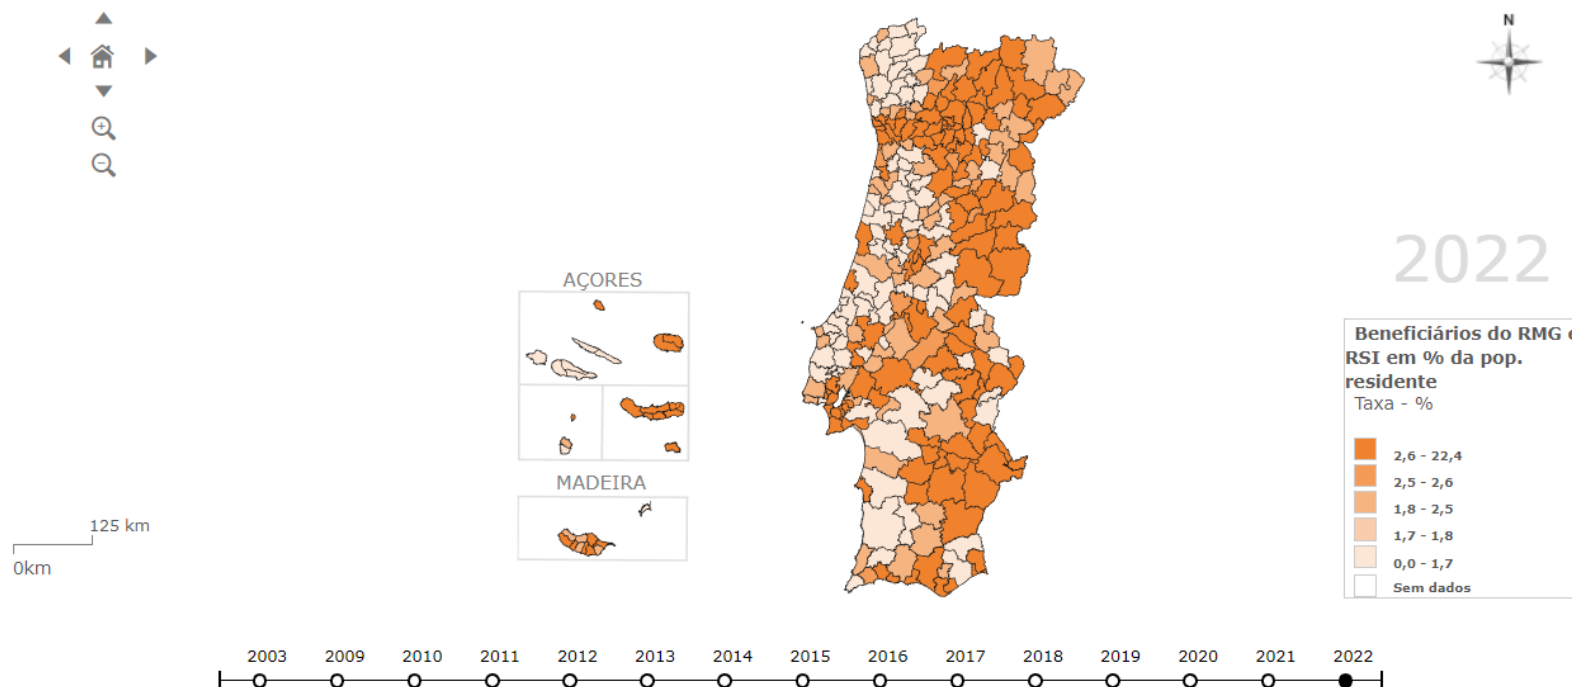 N
2022
AÇORES
MADEIRA
125 km
0km
Beneficiários do RMG e
RSI em % da pop.
residente
Taxa - %
2,6 - 22,4
2,5 - 2,6
1,8 - 2,5
1,7 - 1,8
0,0 - 1,7
Sem dados
2003 2009 2010 2011 2012 2013 2014 2015 2016 2017 2018 2019 2020 2021 2022